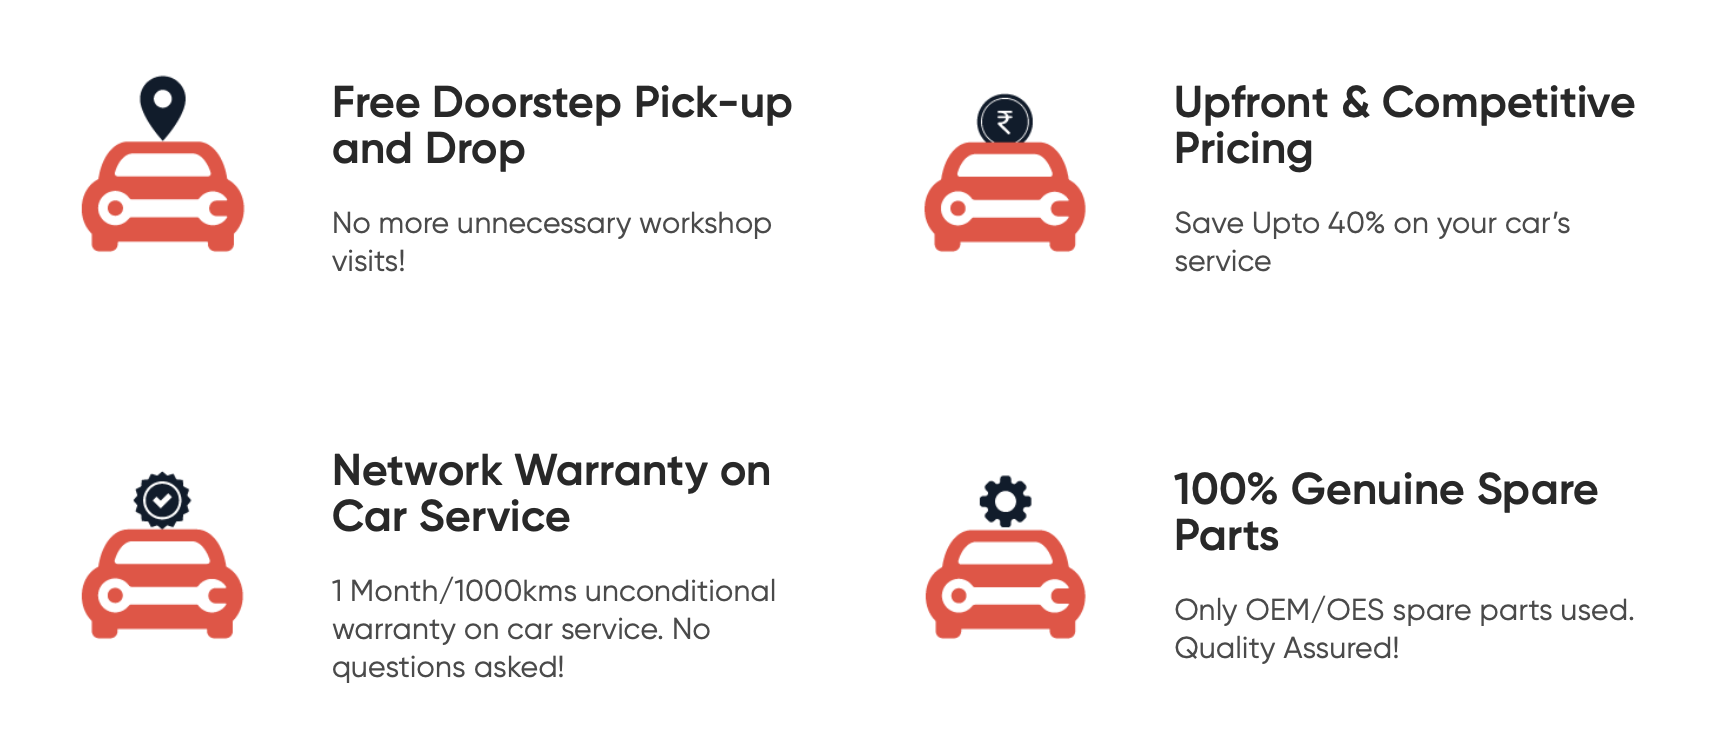 Free Doorstep Pick-up
and Drop
No more unnecessary workshop
visits!
₹
Upfront & Competitive
Pricing
Save Upto 40% on your car’s
service
Network Warranty on
Car Service
1 Month/1000kms unconditional
warranty on car service. No
questions asked!
100% Genuine Spare
Parts
Only OEM/OES spare parts used.
Quality Assured!